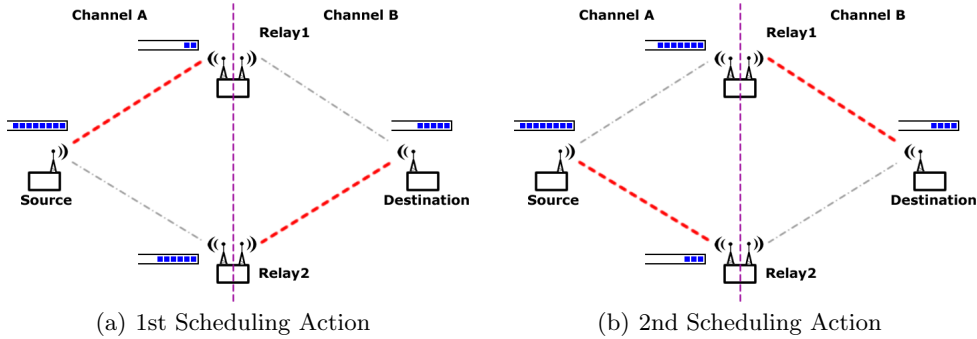 Channel A
Channel B
Relay1
Source
Destination
Relay2
(a) 1st Scheduling Action
Channel A
Channel B
Relay1
Source
Destination
Relay2
(b) 2nd Scheduling Action